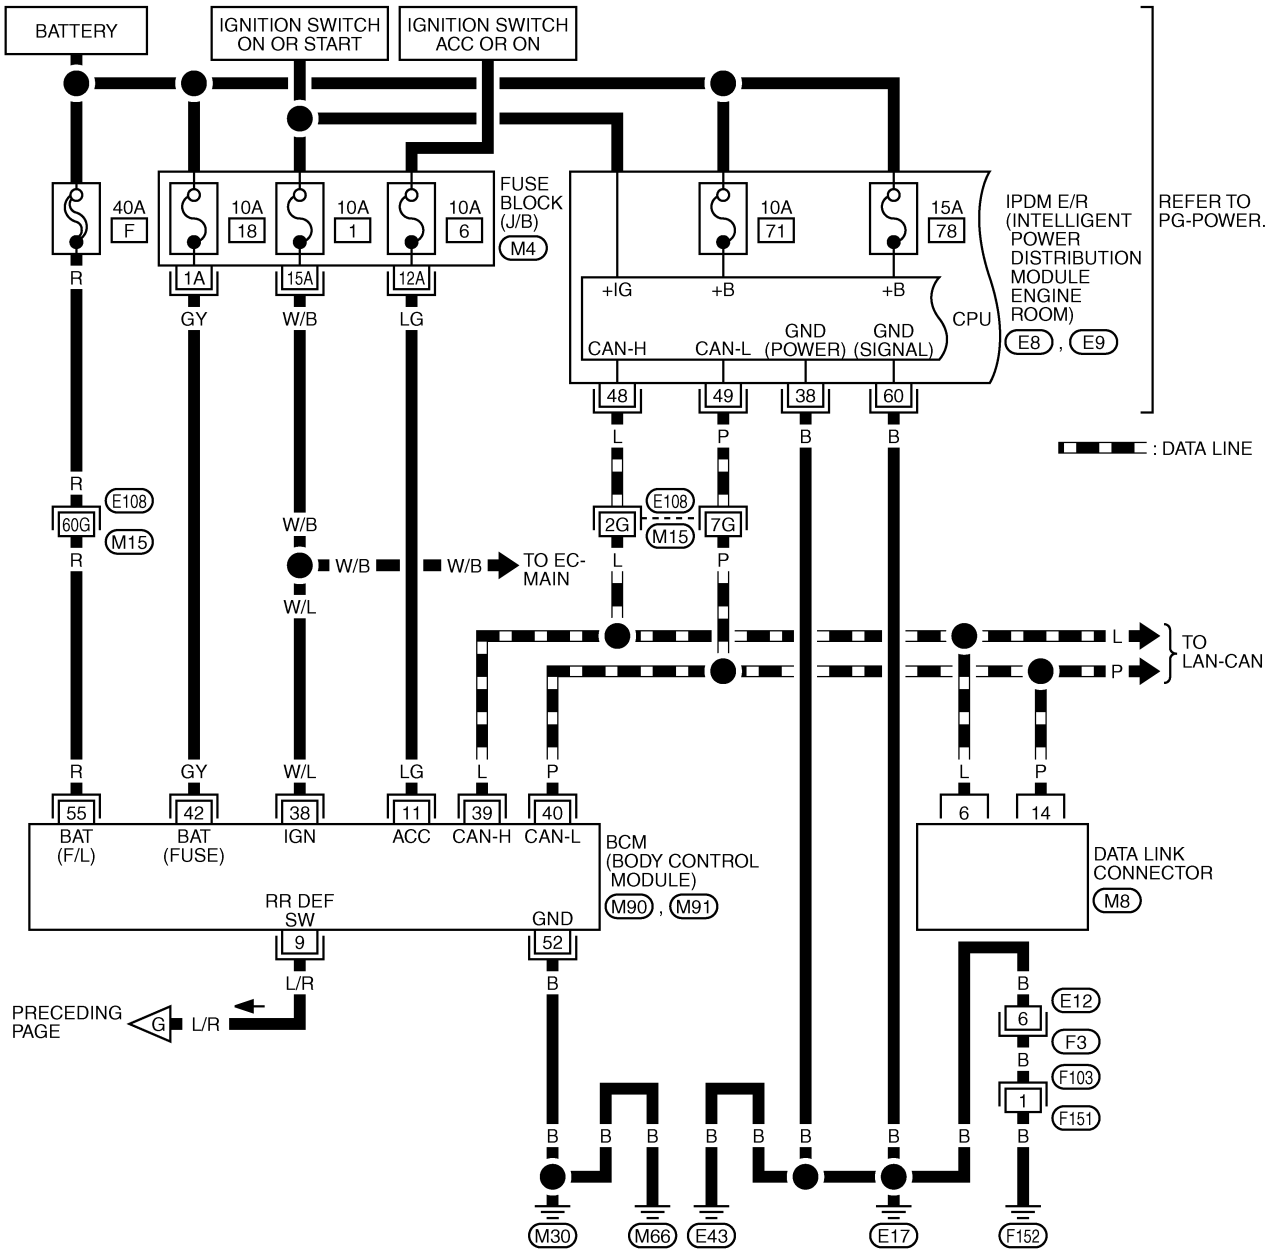 BATTERY
IGNITION SWITCH
ON OR START
IGNITION SWITCH
ACC OR ON
40A
F
10A
18
10A
1
10A
6
FUSE
BLOCK
(J/B)
M4
10A
71
15A
78
IPDM E/R
(INTELLIGENT
POWER
DISTRIBUTION
MODULE
ENGINE
ROOM)
E8 , E9
REFER TO
PG-POWER.
R
1A
15A
12A
GY
W/B
LG
+IG
+B
+B
CPU
CAN-H
CAN-L
GND
(POWER)
GND
(SIGNAL)
48
49
38
60
L
P
B
B
: DATA LINE
R
E108
60G
M15
R
W/B
2G
E108
M15
7G
W/B
W/B
TO EC-
MAIN
L
P
W/L
L
P
TO
LAN-CAN
R
GY
W/L
LG
L
P
L
P
55
42
38
11
39
40
6
14
BAT
(F/L)
BAT
(FUSE)
IGN
ACC
CAN-H
CAN-L
BCM
(BODY CONTROL
MODULE)
M90 , M91
DATA LINK
CONNECTOR
M8
RR DEF
SW
GND
9
52
L/R
B
PRECEDING
PAGE
G
L/R
B
E12
6
F3
B
F103
1
F151
B
B
B
B
B
B
B
B
B
M30
M66
E43
E17
F152